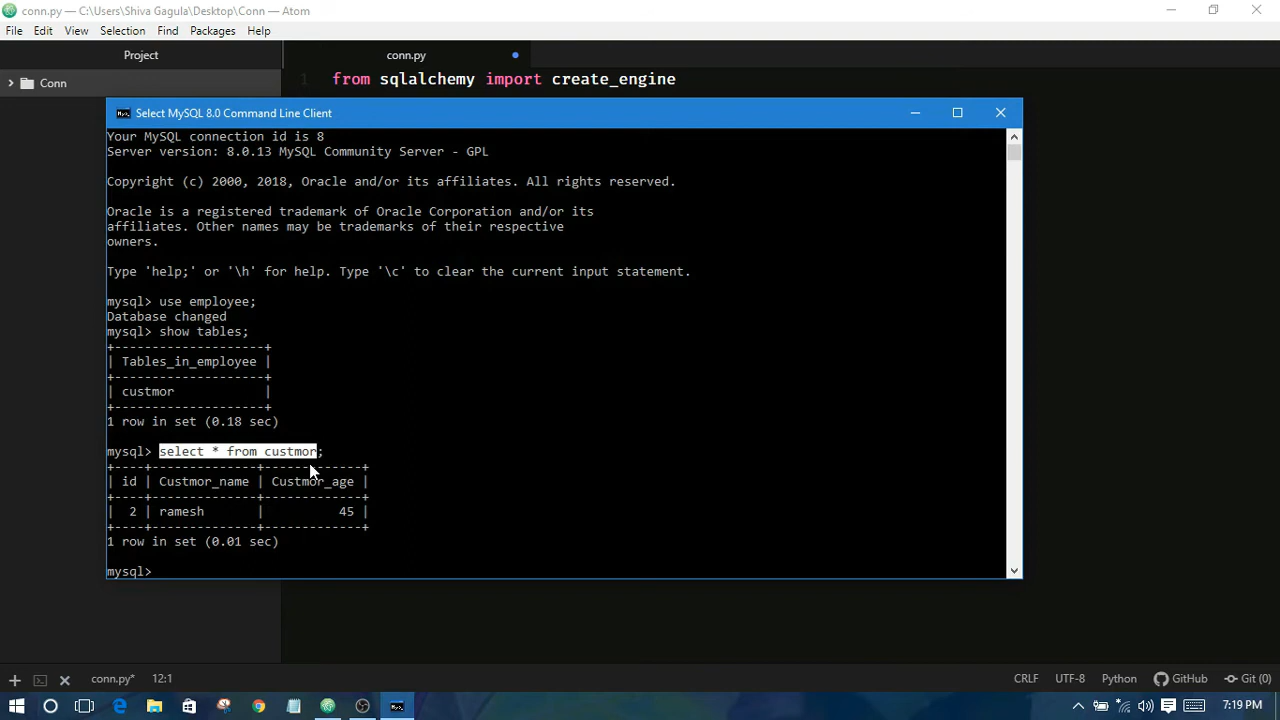 conn.py — C:\Users\Shiva Gagula\Desktop\Conn — Atom
File Edit View Selection Find Packages Help
Project
conn.py
Conn
1 from sqlalchemy import create_engine
Select MySQL 8.0 Command Line Client
Your MySQL connection id is 8
Server version: 8.0.13 MySQL Community Server - GPL
Copyright (c) 2000, 2018, Oracle and/or its affiliates. All rights reserved.
Oracle is a registered trademark of Oracle Corporation and/or its
affiliates. Other names may be trademarks of their respective
owners.
Type 'help;' or '\h' for help. Type '\c' to clear the current input statement.
mysql> use employee;
Database changed
mysql> show tables;
+--------------------+
| Tables_in_employee |
+--------------------+
| custmor            |
+--------------------+
1 row in set (0.18 sec)
mysql> select * from custmor;
+----+--------------+-------------+
| id | Custmor_name | Custmor_age |
+----+--------------+-------------+
|  2 | ramesh       |          45 |
+----+--------------+-------------+
1 row in set (0.01 sec)
mysql>
conn.py* 12:1 CRLF UTF-8 Python GitHub Git (0)
7:19 PM